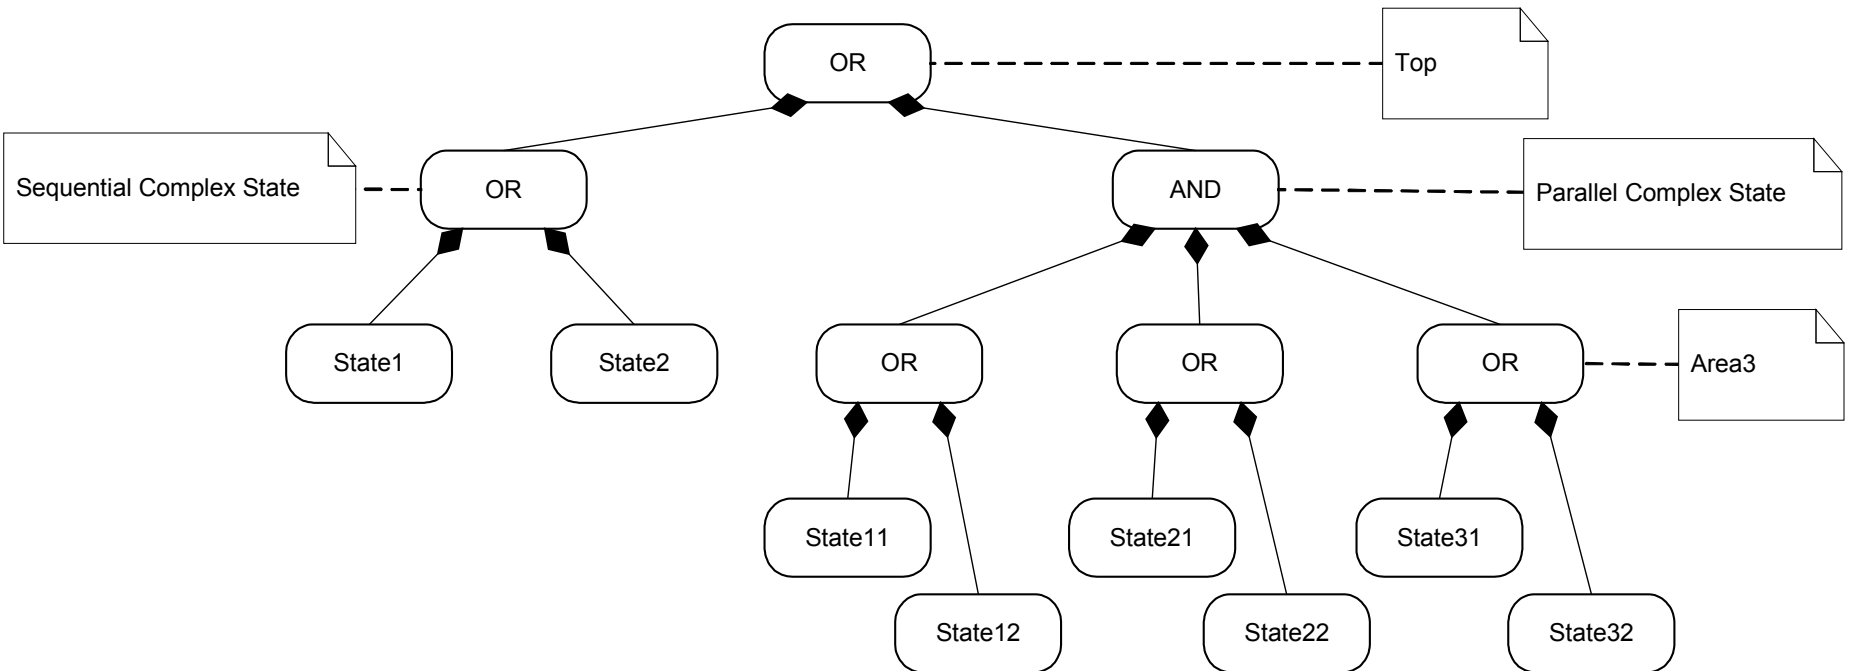 OR
Top
Sequential Complex State
OR
AND
Parallel Complex State
State1
State2
OR
OR
OR
Area3
State11
State21
State31
State12
State22
State32